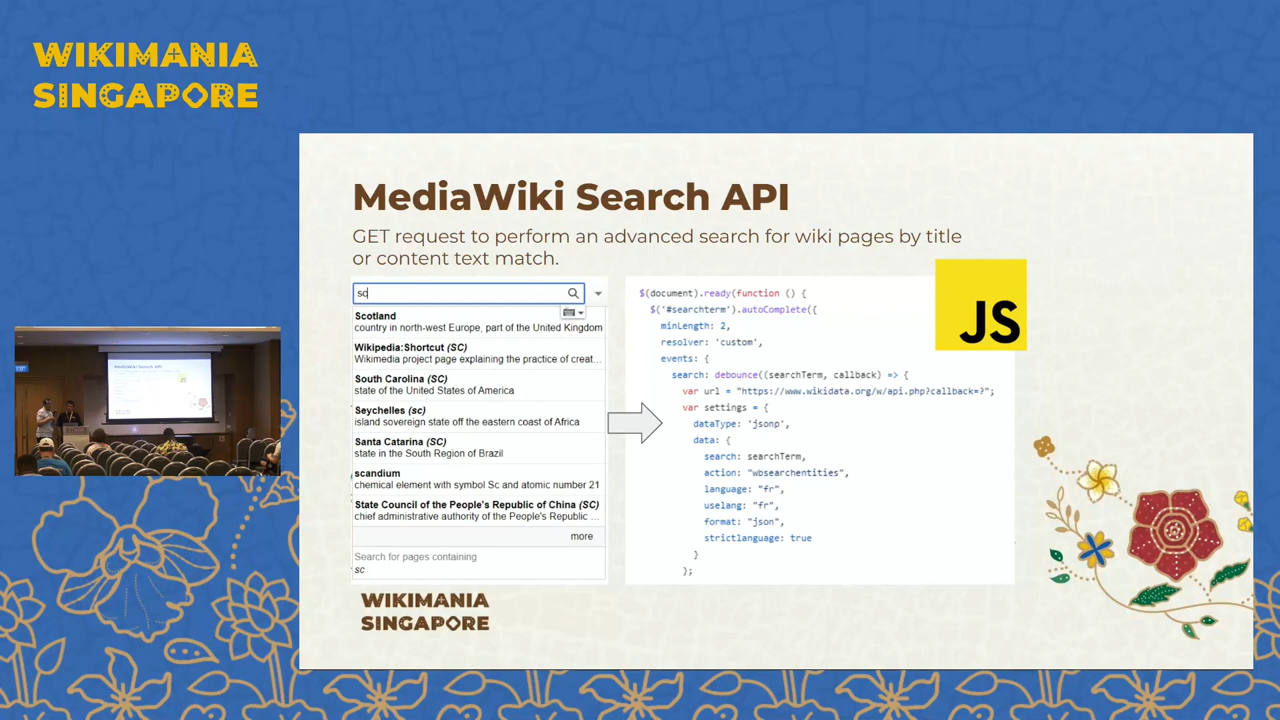 WIKIMANIA
SINGAPORE
MediaWiki Search API
GET request to perform an advanced search for wiki pages by title
or content text match.
sc
Scotland
country in north-west Europe, part of the United Kingdom
Wikipedia:Shortcut (SC)
Wikimedia project page explaining the practice of creat...
South Carolina (SC)
state of the United States of America
Seychelles (sc)
island sovereign state off the eastern coast of Africa
Santa Catarina (SC)
state in the South Region of Brazil
scandium
chemical element with symbol Sc and atomic number 21
State Council of the People's Republic of China (SC)
chief administrative authority of the People's Republic ...
more
Search for pages containing
sc
$(document).ready(function () {
$('#searchterm').autoComplete({
minLength: 2,
resolver: 'custom',
events: {
search: debounce((searchTerm, callback) => {
var url = "https://www.wikidata.org/w/api.php?callback=?";
var settings = {
dataType: 'jsonp',
data: {
search: searchTerm,
action: "wbsearchentities",
language: "fr",
uselang: "fr",
format: "json",
strictlanguage: true
}
};
JS
WIKIMANIA
SINGAPORE
MediaWiki Search API